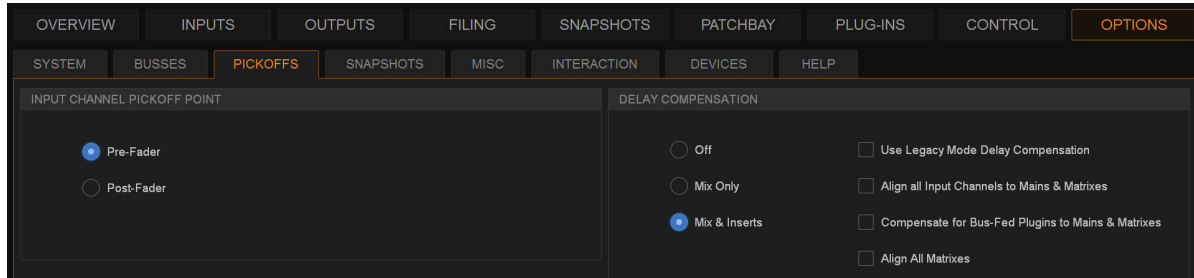 OVERVIEW INPUTS OUTPUTS FILING SNAPSHOTS PATCHBAY PLUG-INS CONTROL OPTIONS
SYSTEM BUSSES PICKOFFS SNAPSHOTS MISC INTERACTION DEVICES HELP
INPUT CHANNEL PICKOFF POINT
Pre-Fader
Post-Fader
DELAY COMPENSATION
Off
Mix Only
Mix & Inserts
Use Legacy Mode Delay Compensation
Align all Input Channels to Mains & Matrixes
Compensate for Bus-Fed Plugins to Mains & Matrixes
Align All Matrixes